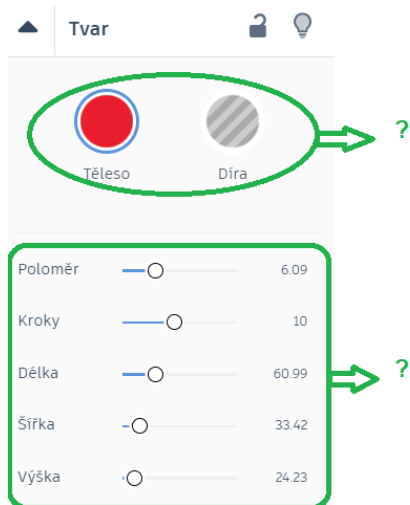 Tvar
Těleso Díra
?
Poloměr 6.09
Kroky 10
Délka 60.99
?
Šířka 33.42
Výška 24.23